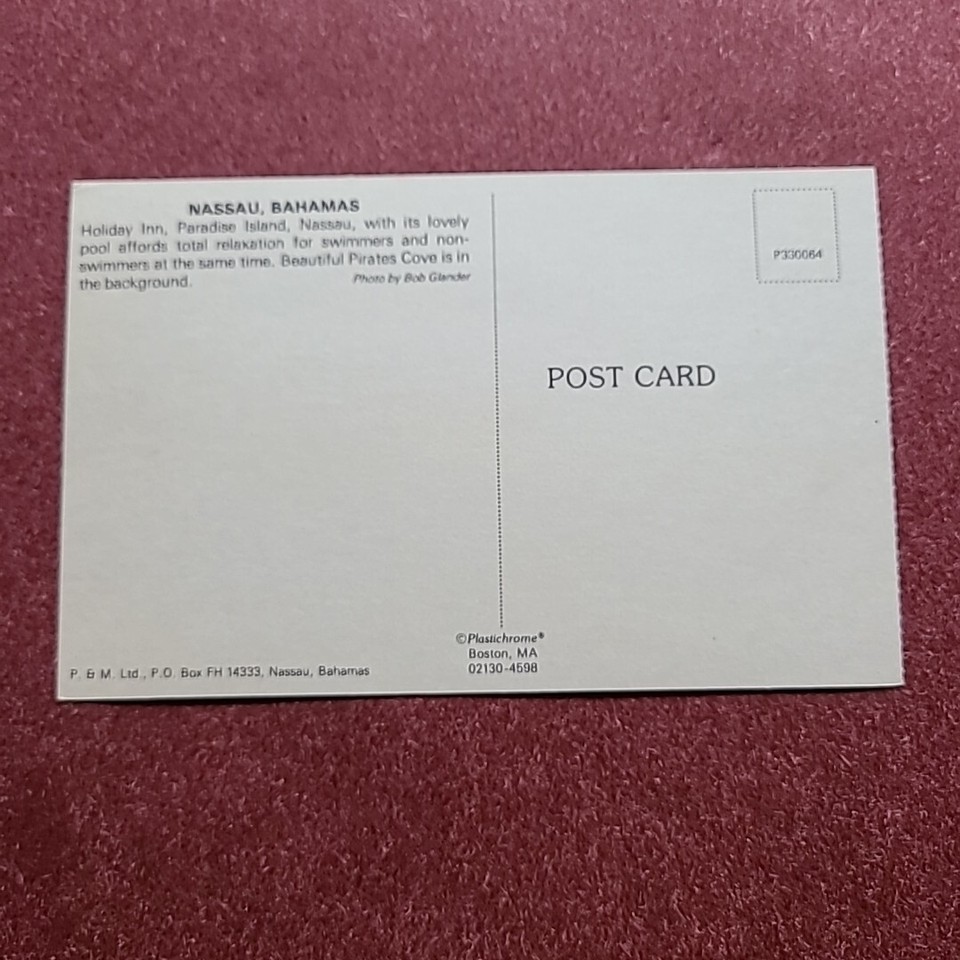 NASSAU, BAHAMAS
Holiday Inn, Paradise Island, Nassau, with its lovely
pool affords total relaxation for swimmers and non-
swimmers at the same time. Beautiful Pirates Cove is in
the background.
Photo by Bob Glander
P330064
POST CARD
©Plastichrome®
Boston, MA
02130-4598
P. & M. Ltd., P.O. Box FH 14333, Nassau, Bahamas